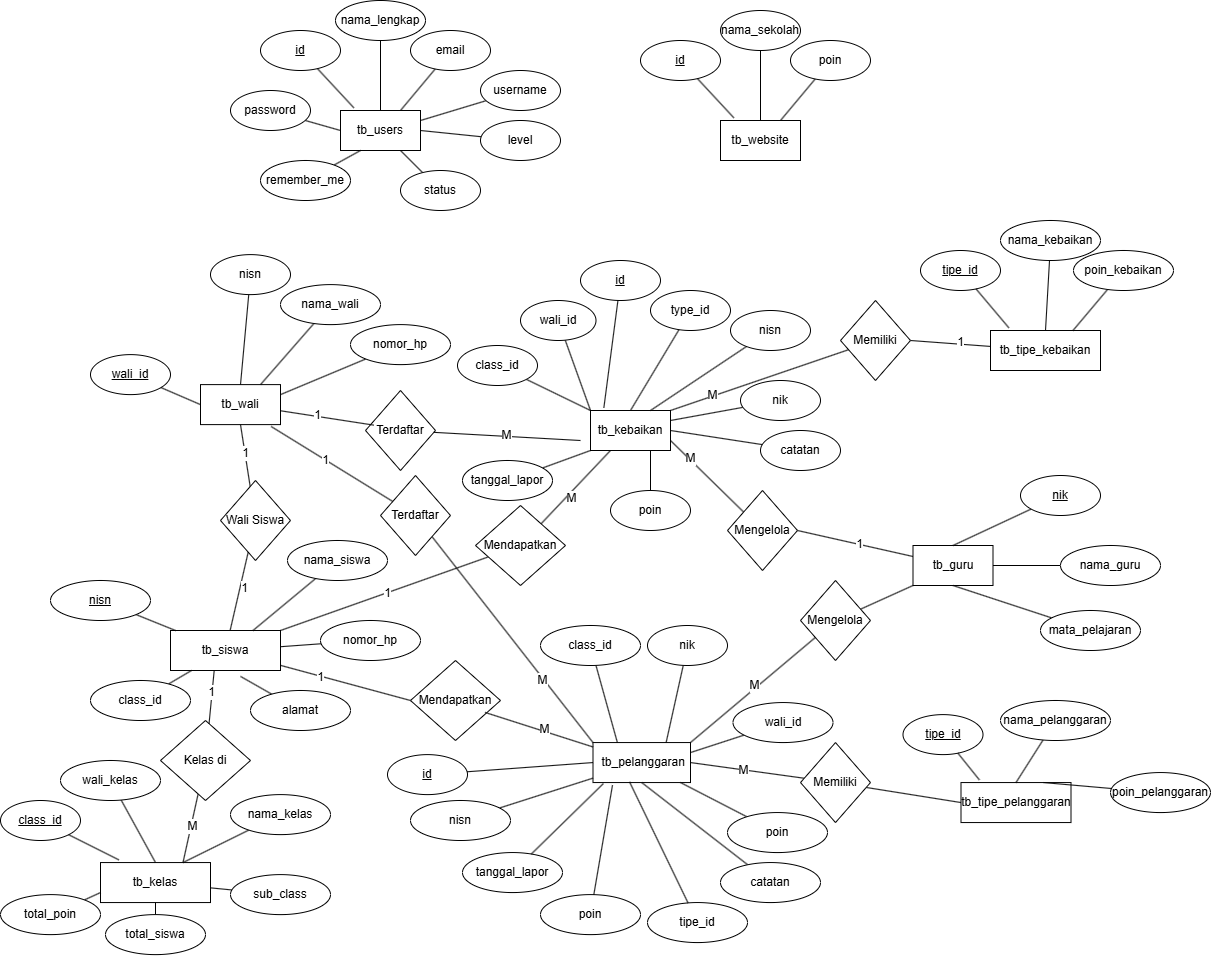 nama_lengkap
id
email
password
username
tb_users
level
remember_me
status
nama_sekolah
id
poin
tb_website
nisn
nama_wali
nomor_hp
wali_id
tb_wali
1
Terdaftar
M
1
Terdaftar
M
1
Wali Siswa
1
id
wali_id
type_id
nisn
class_id
nik
tb_kebaikan
catatan
tanggal_lapor
poin
M
Memiliki
1
nama_kebaikan
tipe_id
poin_kebaikan
tb_tipe_kebaikan
M
Mendapatkan
1
M
Mengelola
1
nik
tb_guru
nama_guru
mata_pelajaran
Mengelola
M
nama_siswa
nisn
nomor_hp
tb_siswa
class_id
alamat
1
Mendapatkan
M
1
Kelas di
M
wali_kelas
class_id
nama_kelas
tb_kelas
sub_class
total_poin
total_siswa
class_id
nik
wali_id
tb_pelanggaran
id
nisn
tanggal_lapor
poin
tipe_id
catatan
poin
M
Memiliki
nama_pelanggaran
tipe_id
tb_tipe_pelanggaran
poin_pelanggaran